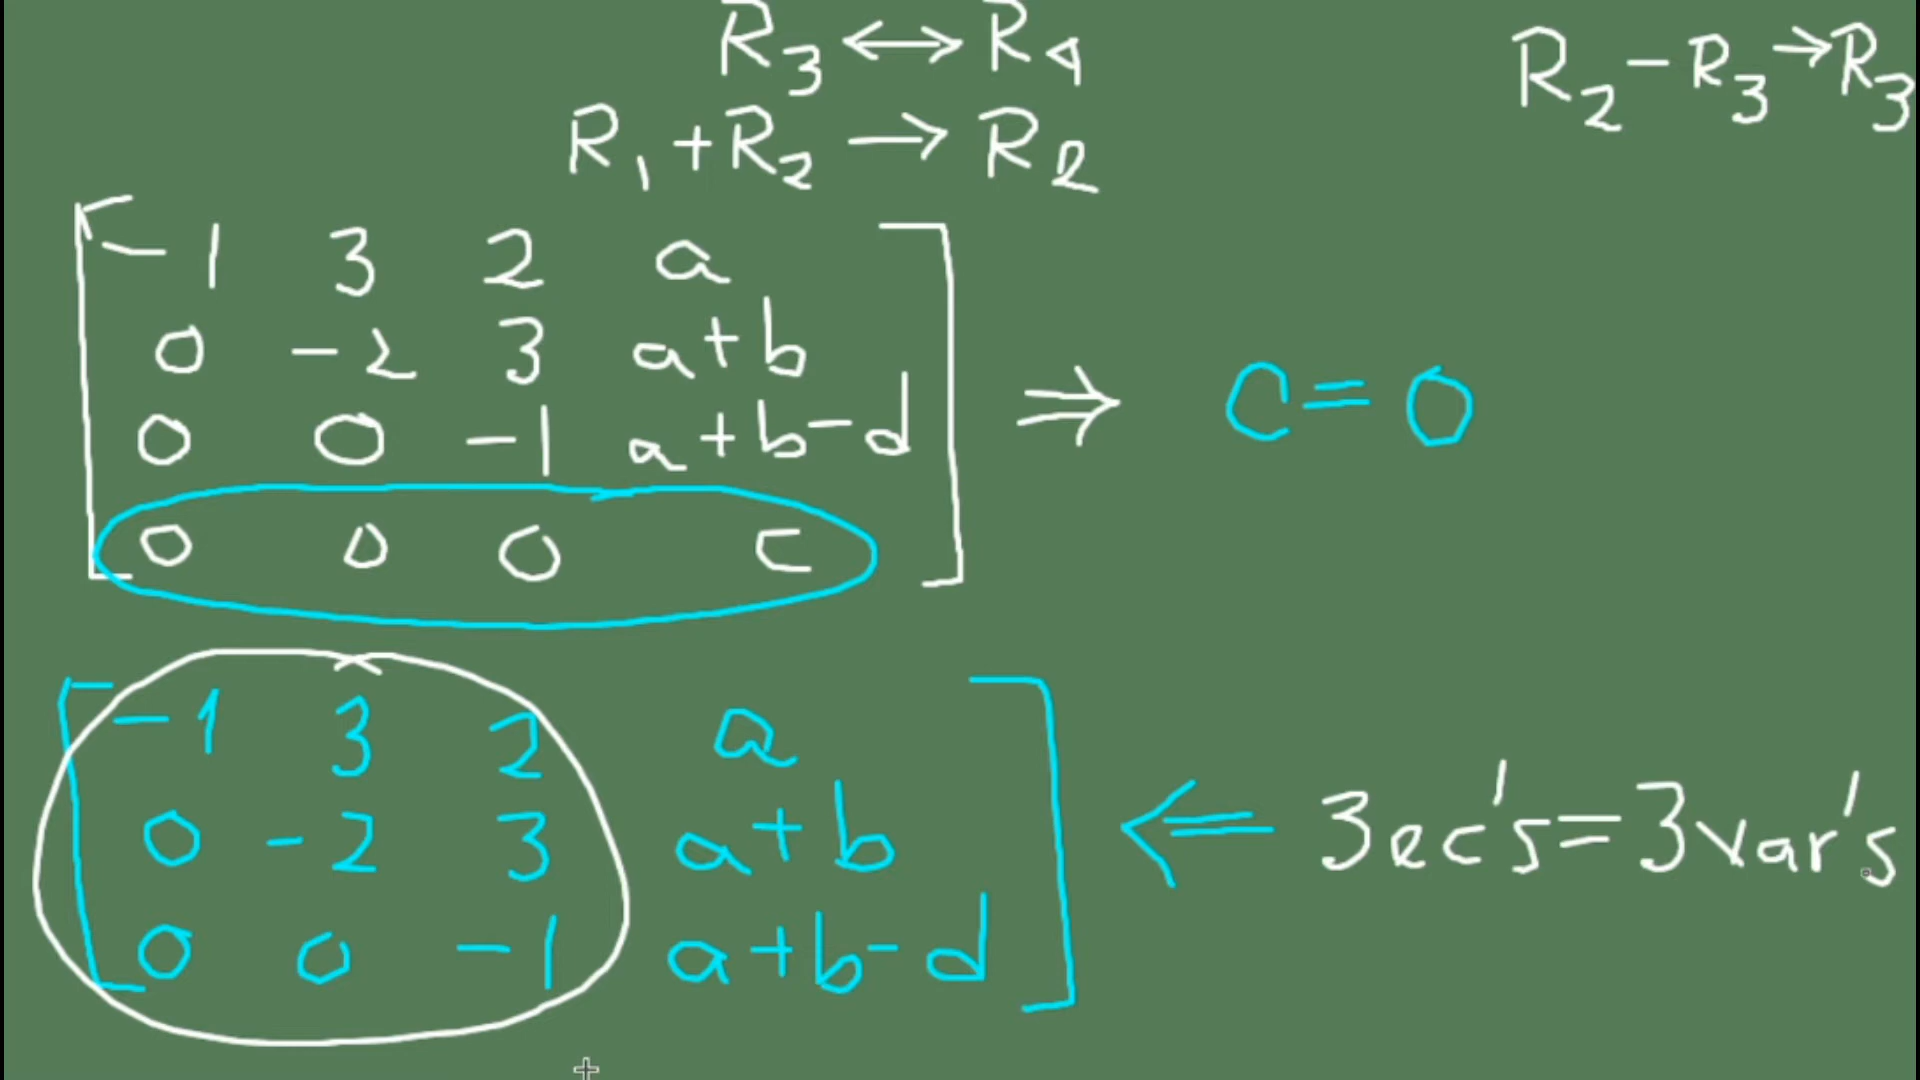 R3 ↔ R4
R2 - R3 → R3
R1 + R2 → R2
-1 3 2 a
0 -2 3 a+b
0 0 -1 a+b-d
0 0 0 c
⇒ C = 0
-1 3 2 a
0 -2 3 a+b
0 0 -1 a+b-d
⇐ 3ec's = 3var's